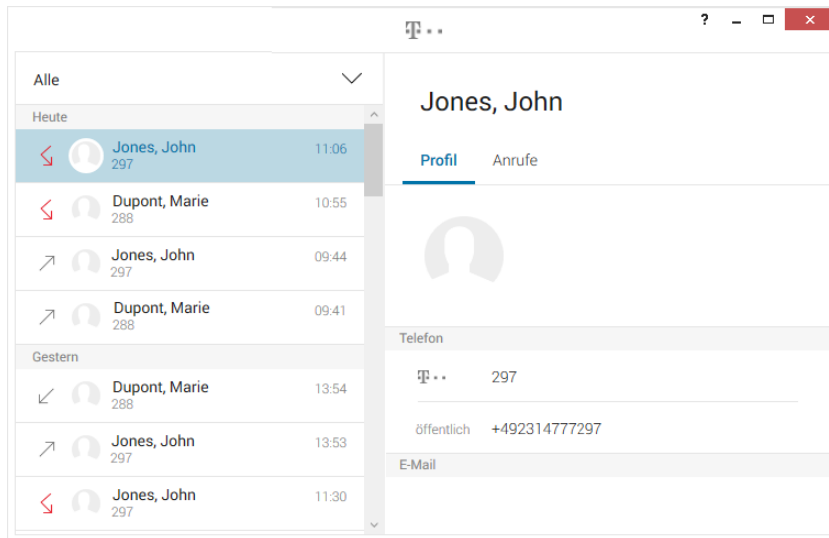 T
?
Alle
Heute
Jones, John
297
11:06
Dupont, Marie
288
10:55
Jones, John
297
09:44
Dupont, Marie
288
09:41
Gestern
Dupont, Marie
288
13:54
Jones, John
297
13:53
Jones, John
297
11:30
Jones, John
Profil Anrufe
Telefon
T 297
öffentlich +492314777297
E-Mail